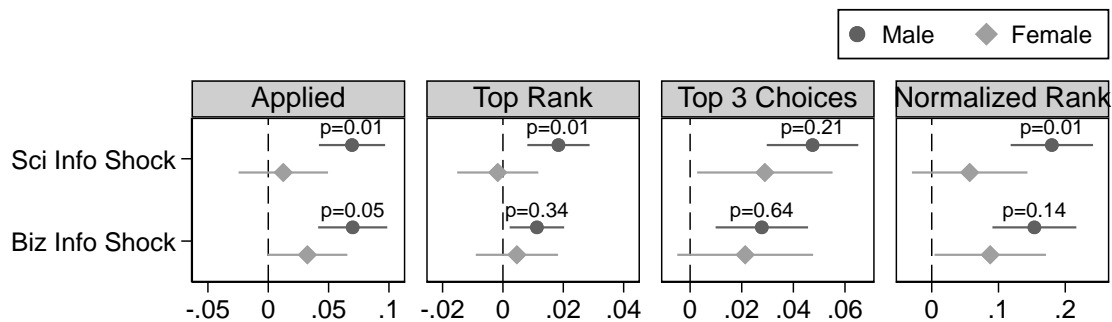 Male Female
Applied Top Rank Top 3 Choices Normalized Rank
p=0.01 p=0.01 p=0.21 p=0.01
Sci Info Shock
p=0.05 p=0.34 p=0.64 p=0.14
Biz Info Shock
-.05 0 .05 .1 -.02 0 .02 .04 0 .02 .04 .06 0 .1 .2